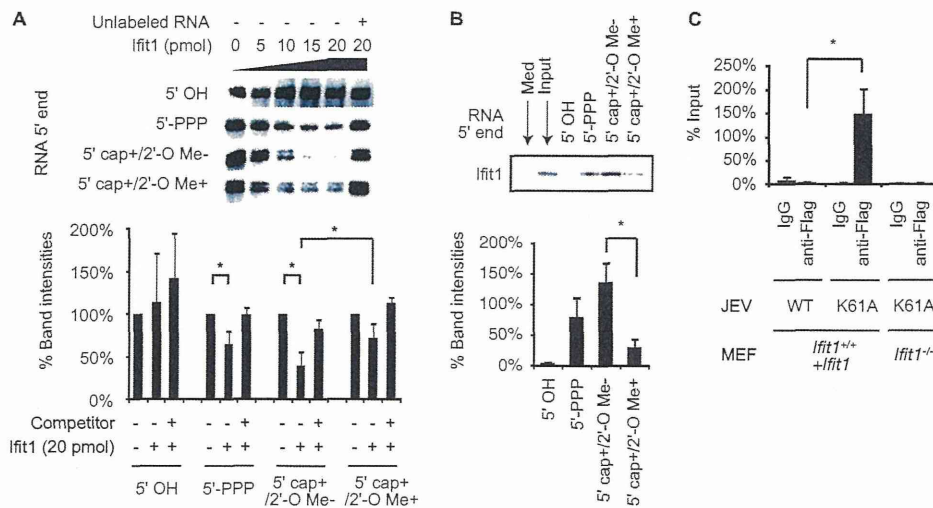 A
Unlabeled RNA +
Ifit1 (pmol) 0 5 10 15 20 20
RNA 5' end
5' OH
5'-PPP
5' cap+/2'-O Me-
5' cap+/2'-O Me+
% Band intensities
200%
150%
100%
50%
0%
* * *
Competitor - - + - - + - - + - - +
Ifit1 (20 pmol) - + + - + + - + + - + +
5' OH
5'-PPP
5' cap+
/2'-O Me-
5' cap+
/2'-O Me+
B
Med
Input
RNA
5' end
5' OH
5'-PPP
5' cap+/2'-O Me-
5' cap+/2'-O Me+
Ifit1
% Band intensities
200%
150%
100%
50%
0%
*
5' OH
5'-PPP
5' cap+/2'-O Me-
5' cap+/2'-O Me+
C
% Input
250%
200%
150%
100%
50%
0%
*
IgG
anti-Flag
IgG
anti-Flag
IgG
anti-Flag
JEV WT K61A K61A
MEF Ifit1+/+ Ifit1-/-
+Ifit1